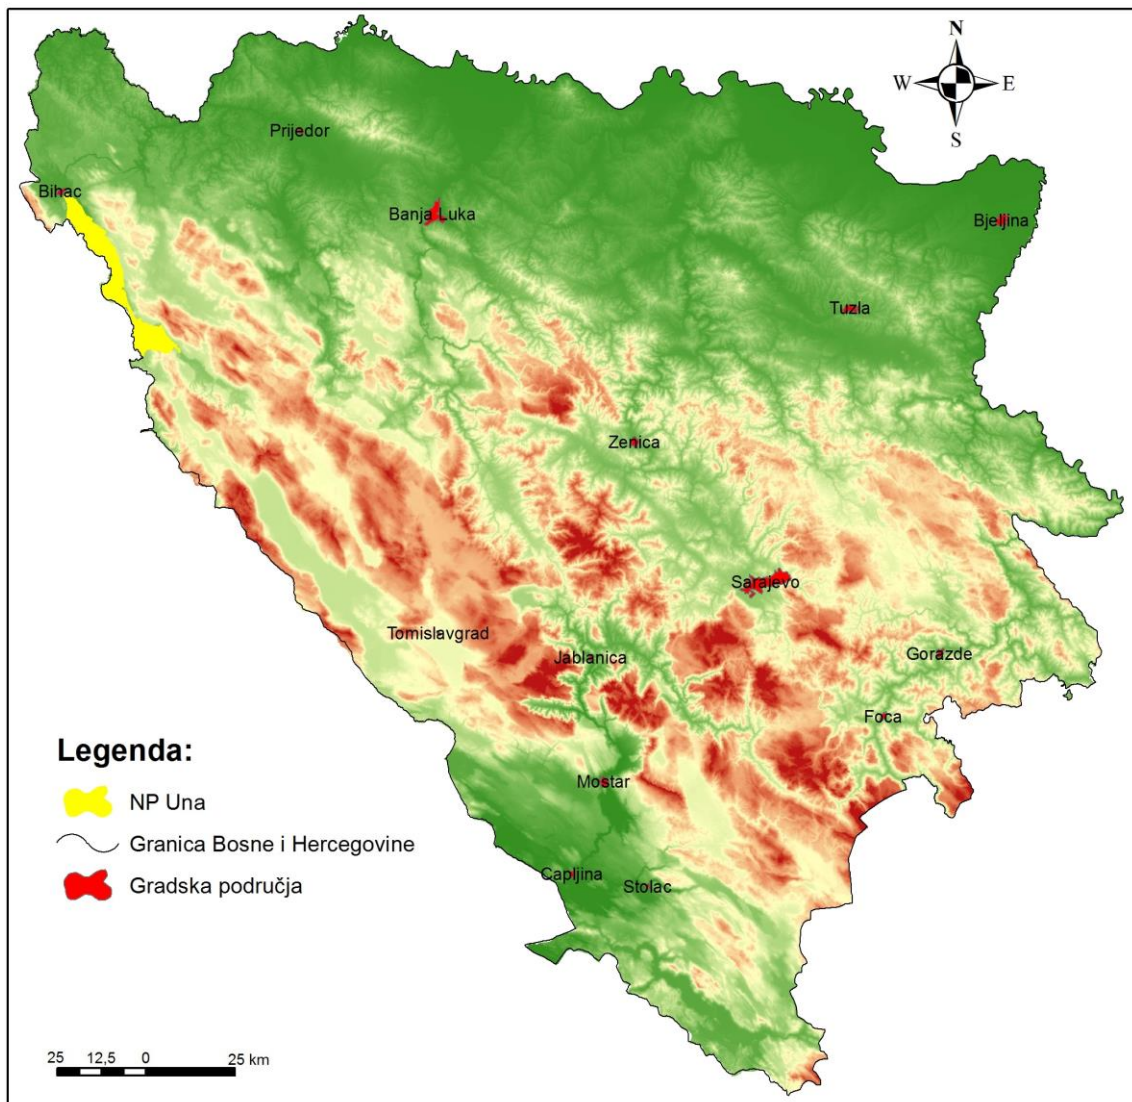 N
W E
S
Prijedor
Bihac
Banja Luka
Bjeljina
Tuzla
Zenica
Sarajevo
Tomislavgrad
Jablanica
Gorazde
Foca
Mostar
Capljina
Stolac
Legenda:
NP Una
Granica Bosne i Hercegovine
Gradska područja
25 12,5 0 25 km